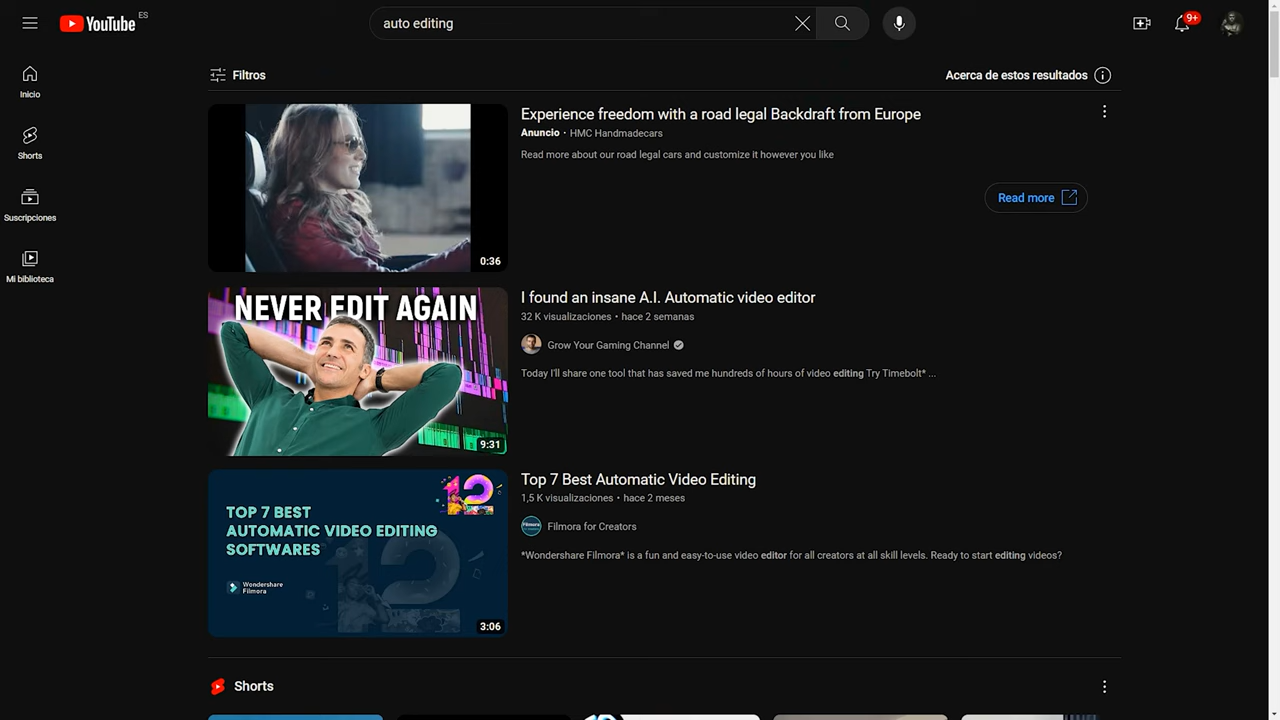 YouTube ES
auto editing
9+
Inicio
Shorts
Suscripciones
Mi biblioteca
Filtros
Acerca de estos resultados
0:36
Experience freedom with a road legal Backdraft from Europe
Anuncio • HMC Handmadecars
Read more about our road legal cars and customize it however you like
Read more
NEVER EDIT AGAIN
9:31
I found an insane A.I. Automatic video editor
32 K visualizaciones • hace 2 semanas
Grow Your Gaming Channel
Today I'll share one tool that has saved me hundreds of hours of video editing Try TImebolt* ...
12
TOP 7 BEST
AUTOMATIC VIDEO EDITING
SOFTWARES
Wondershare
Filmora
3:06
Top 7 Best Automatic Video Editing
1,5 K visualizaciones • hace 2 meses
Filmora for Creators
*Wondershare Filmora* is a fun and easy-to-use video editor for all creators at all skill levels. Ready to start editing videos?
Shorts